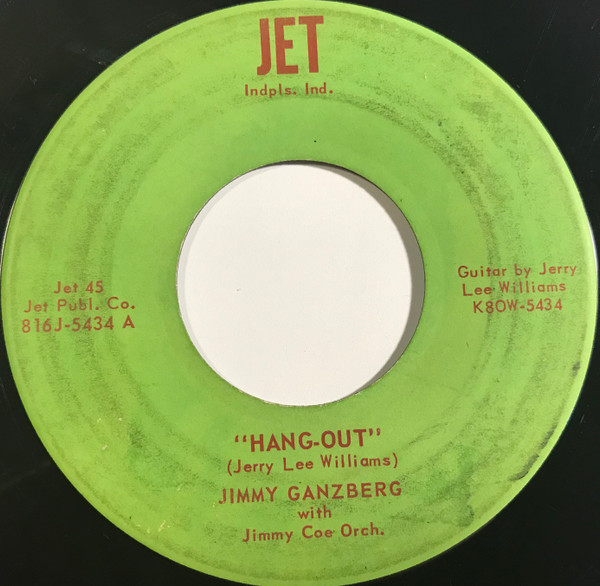 JET
Indpls. Ind.
Jet 45
Jet Publ. Co.
816J-5434 A
Guitar by Jerry
Lee Williams
K8OW-5434
"HANG-OUT"
(Jerry Lee Williams)
JIMMY GANZBERG
with
Jimmy Coe Orch.